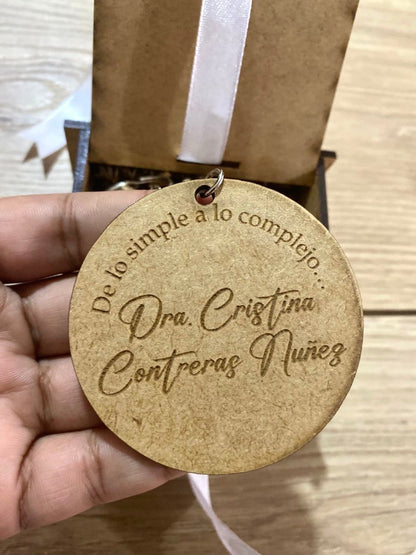 De lo simple a lo complejo...
Dra. Cristina
Contreras Nuñez